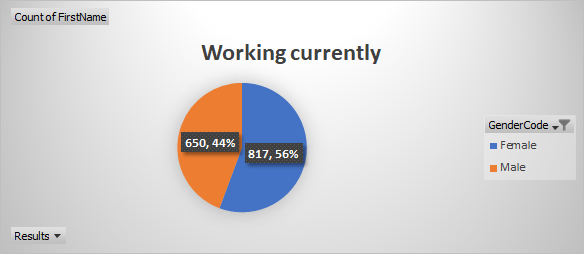 Count of FirstName
Working currently
650, 44%
817, 56%
GenderCode
Female
Male
Results